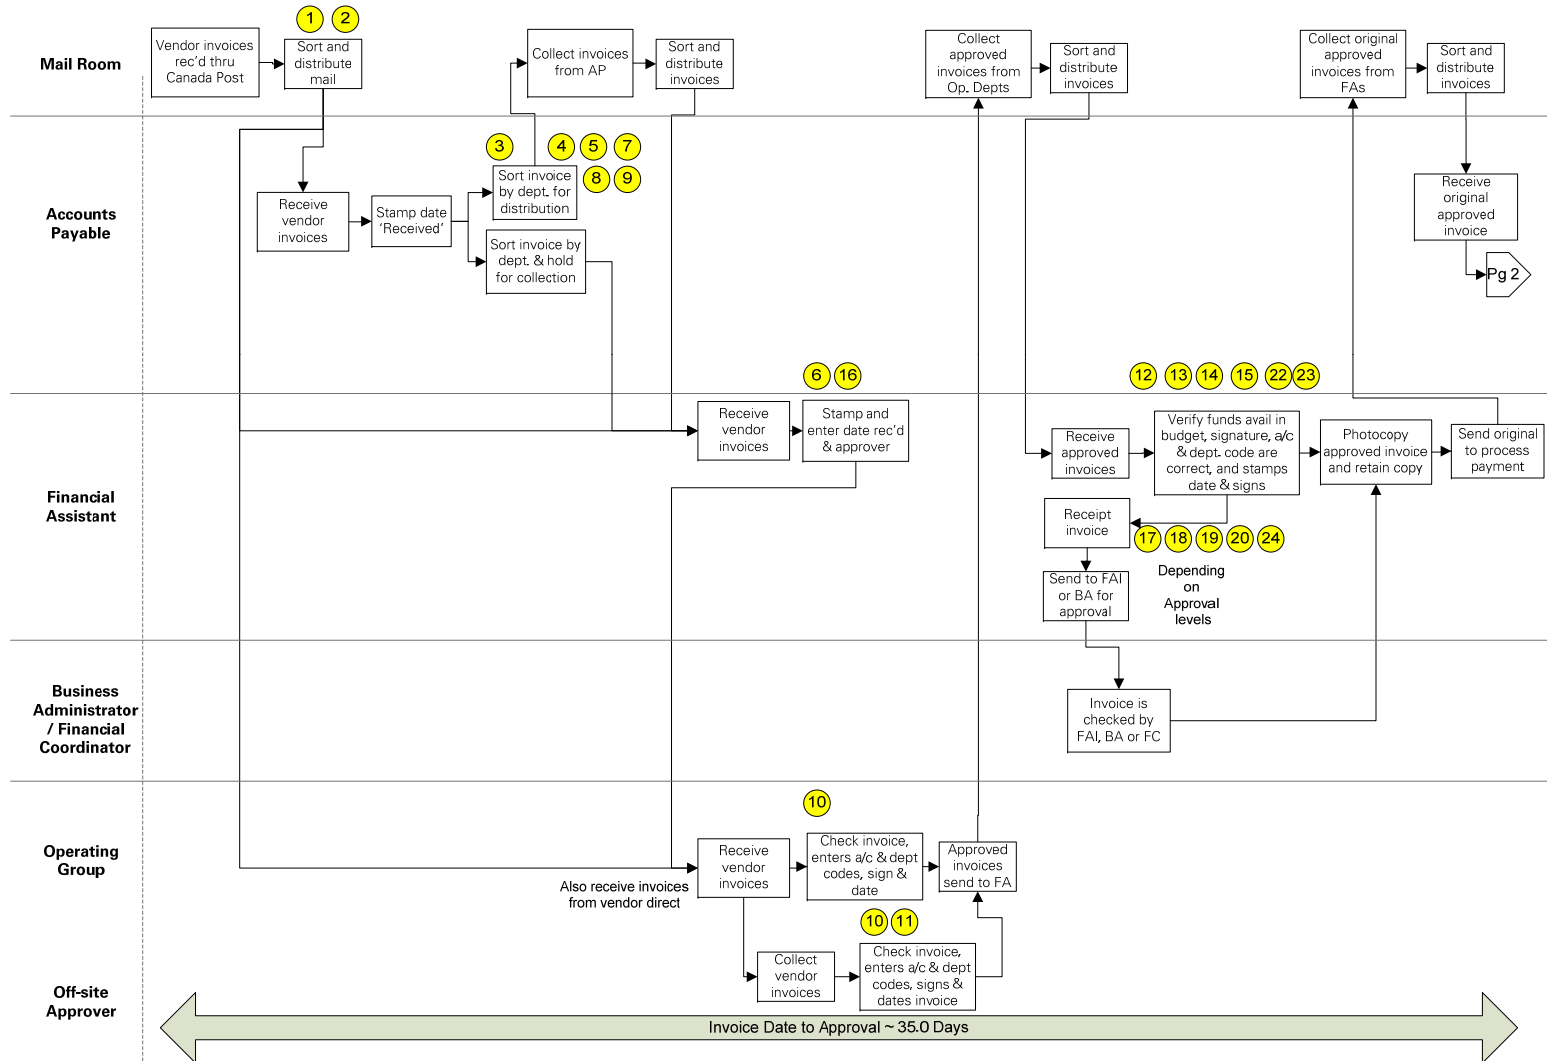 1 2
Mail Room
Vendor invoices
rec'd thru
Canada Post
Sort and
distribute
mail
Collect invoices
from AP
Sort and
distribute
invoices
Collect
approved
invoices from
Op. Depts
Sort and
distribute
invoices
Collect original
approved
invoices from
FAs
Sort and
distribute
invoices
Accounts
Payable
3 4 5 7
8 9
Receive
vendor
invoices
Stamp date
‘Received’
Sort invoice
by dept. for
distribution
Sort invoice by
dept. & hold
for collection
Receive
original
approved
invoice
Pg 2
Financial
Assistant
6 16
Receive
vendor
invoices
Stamp and
enter date rec'd
& approver
12 13 14 15 22 23
Receive
approved
invoices
Verify funds avail in
budget, signature, a/c
& dept. code are
correct, and stamps
date & signs
Photocopy
approved invoice
and retain copy
Send original
to process
payment
Receipt
invoice
17 18 19 20 24
Send to FAI
or BA for
approval
Depending
on
Approval
levels
Business
Administrator
/ Financial
Coordinator
Invoice is
checked by
FAI, BA or FC
Operating
Group
10
Receive
vendor
invoices
Check invoice,
enters a/c & dept
codes, sign &
date
Approved
invoices
send to FA
Also receive invoices
from vendor direct
Off-site
Approver
10 11
Collect
vendor
invoices
Check invoice,
enters a/c & dept
codes, signs &
dates invoice
Invoice Date to Approval ~ 35.0 Days